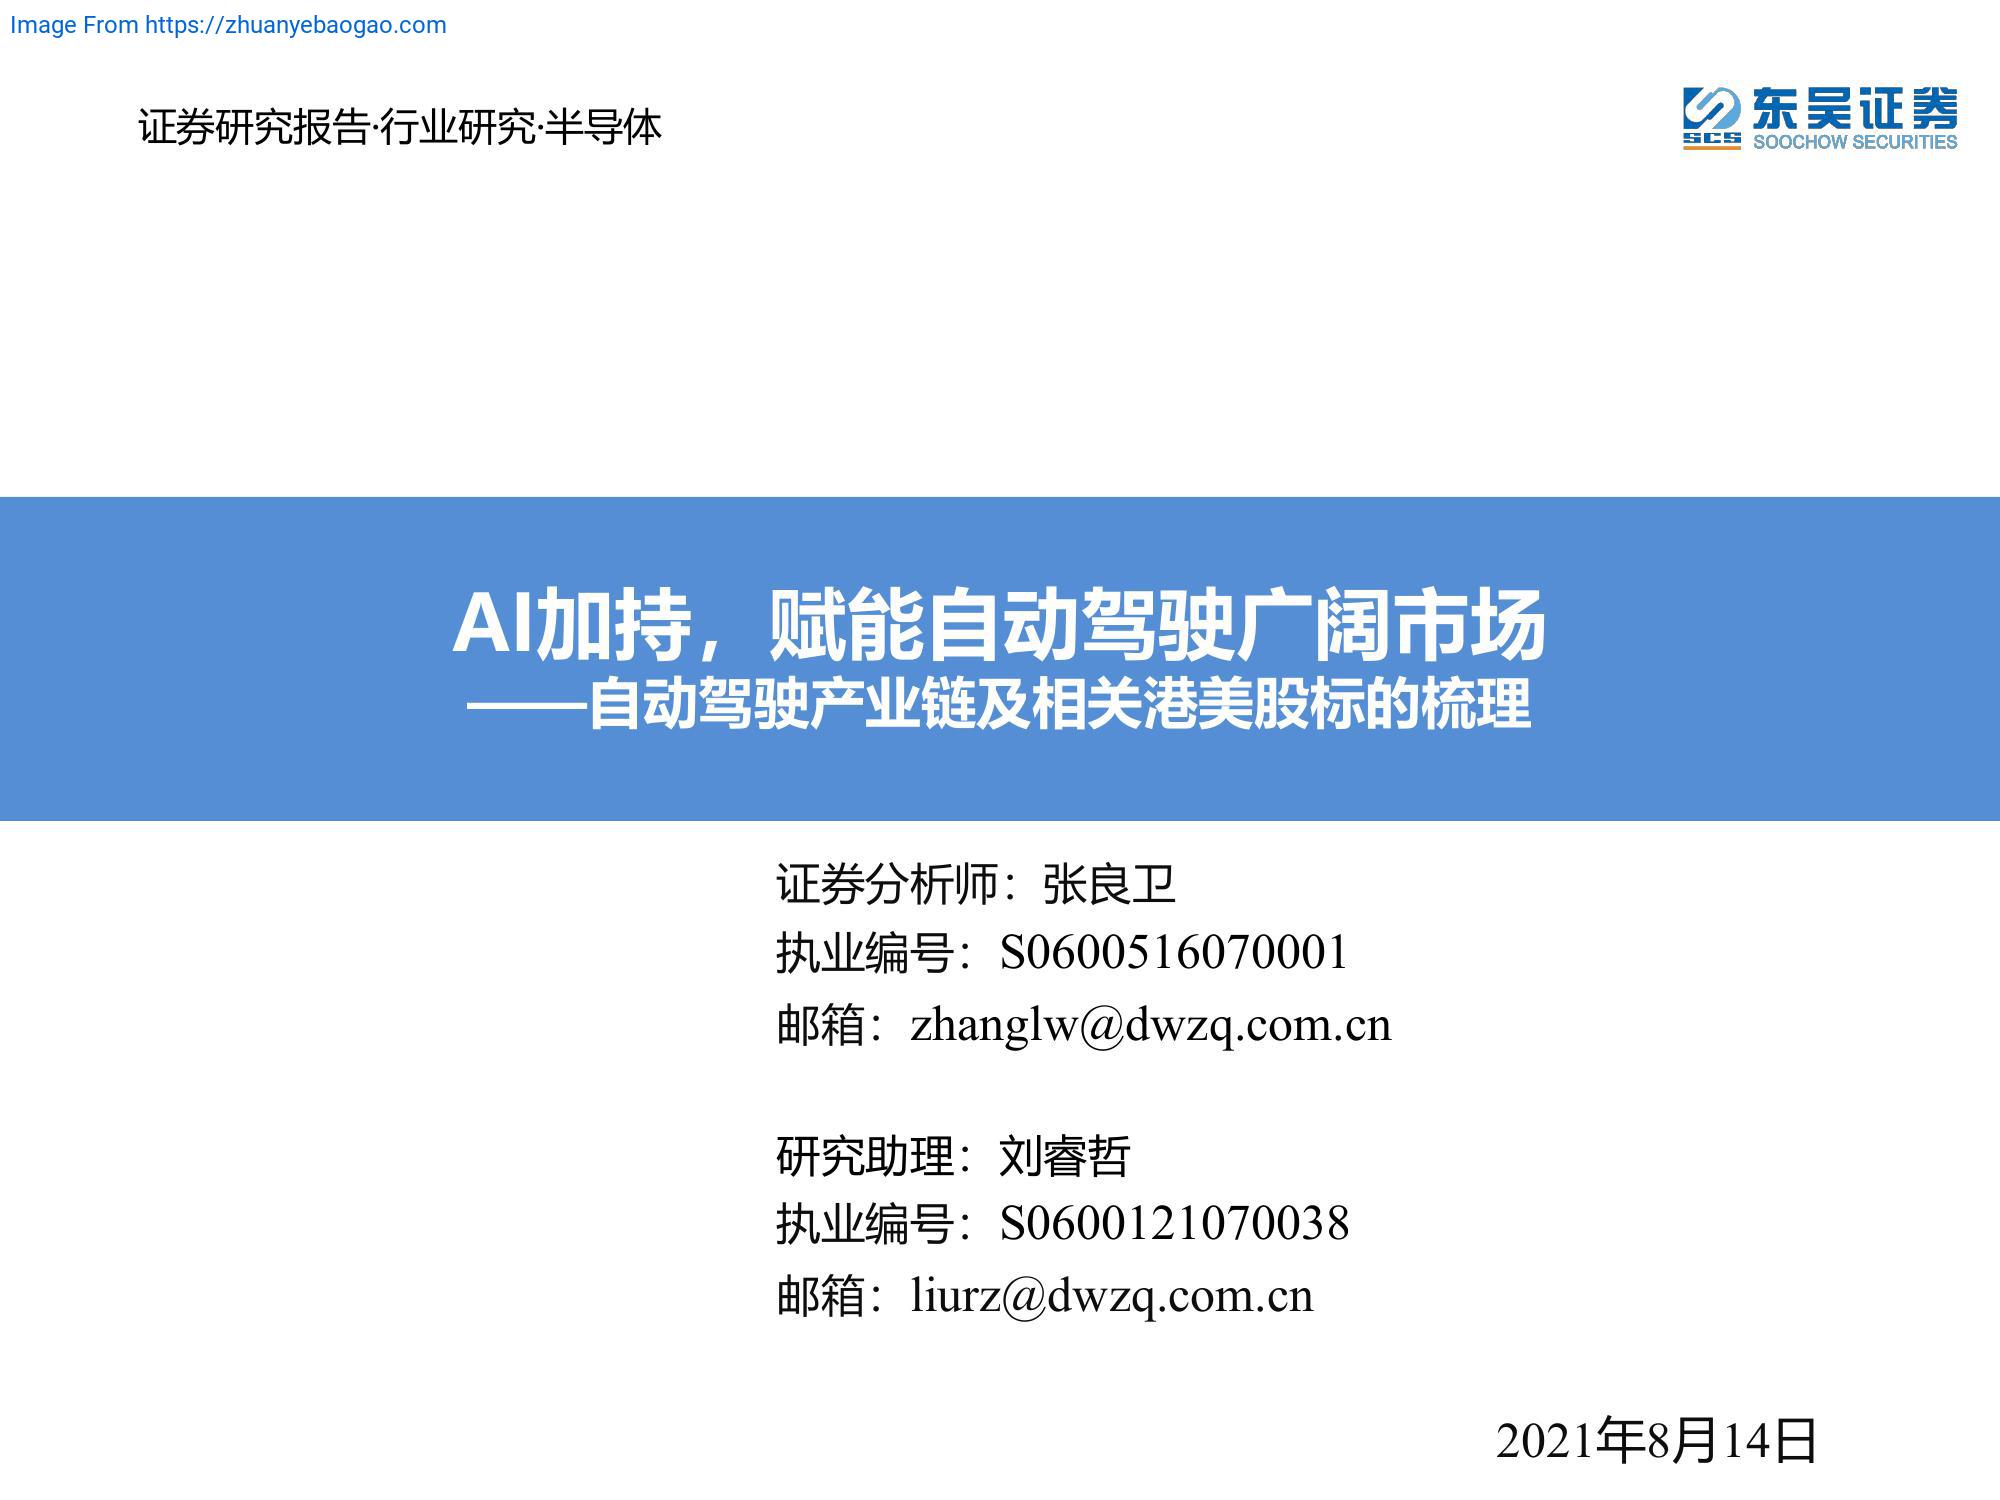 Image From https://zhuanyebaogao.com
证券研究报告·行业研究·半导体
东吴证券
SCS
SOOCHOW SECURITIES
AI加持，赋能自动驾驶广阔市场
——自动驾驶产业链及相关港美股标的梳理
证券分析师：张良卫
执业编号：S0600516070001
邮箱：zhanglw@dwzq.com.cn
研究助理：刘睿哲
执业编号：S0600121070038
邮箱：liurz@dwzq.com.cn
2021年8月14日